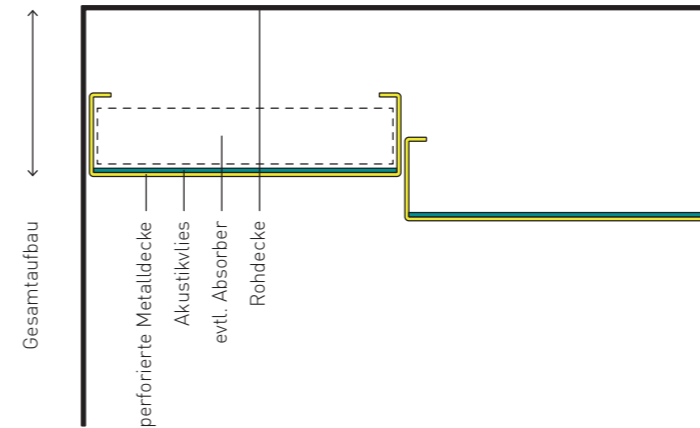 Gesamtaufbau
perforierte Metalldecke
Akustikvlies
evtl. Absorber
Rohdecke